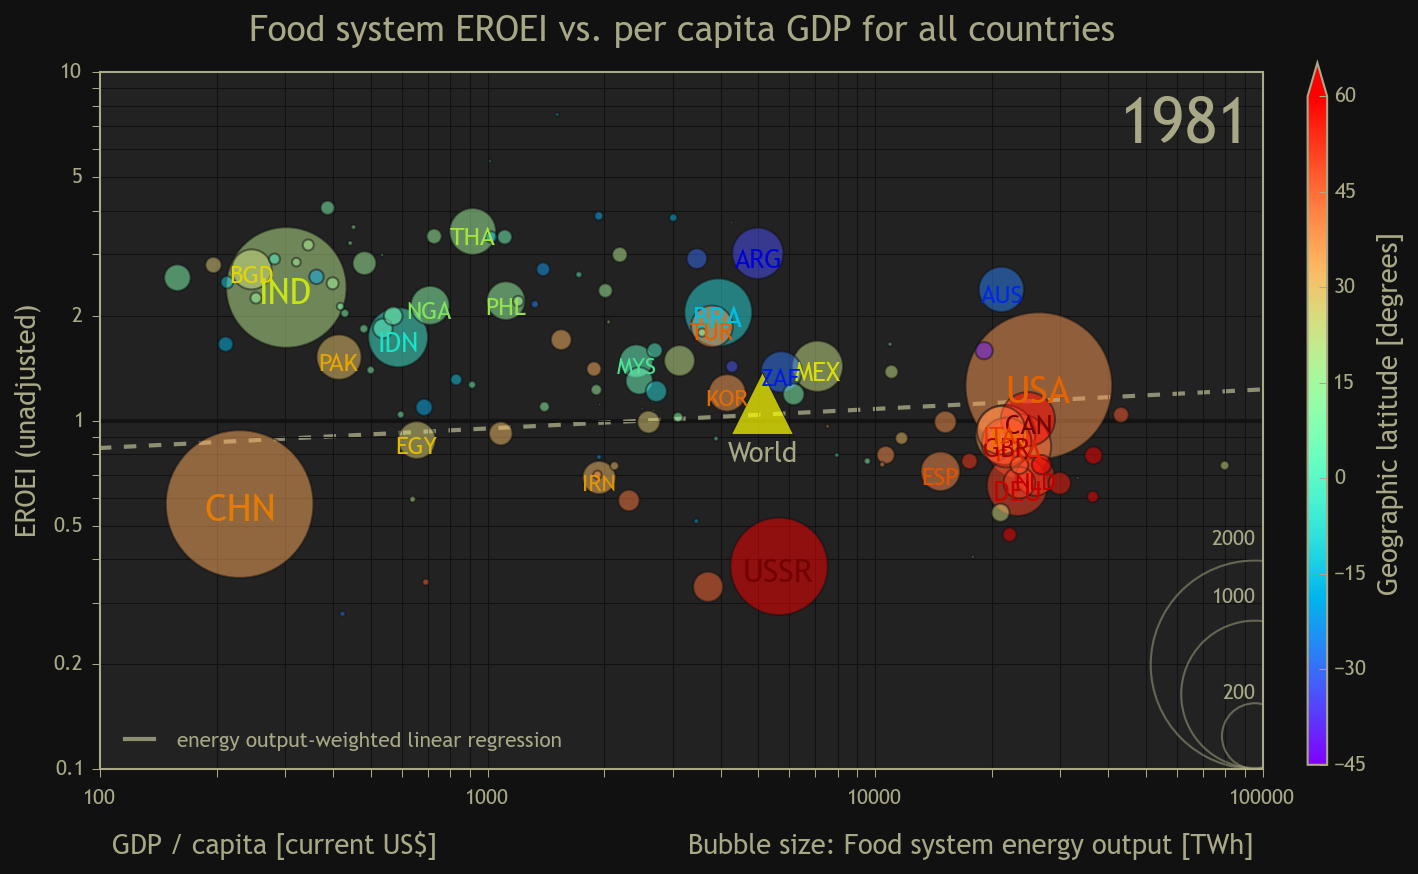 Food system EROEI vs. per capita GDP for all countries
1981
10
5
2
1
0.5
0.2
0.1
EROEI (unadjusted)
THA
ARG
BGD
IND
AUS
NGA
PHL
BRA
TUR
IDN
PAK
MYS
ZAF
MEX
KOR
USA
CAN
GBR
EGY
World
IRN
ESP
NLD
DEU
CHN
USSR
2000
1000
200
energy output-weighted linear regression
100
1000
10000
100000
GDP / capita [current US$]
Bubble size: Food system energy output [TWh]
60
45
30
15
0
−15
−30
−45
Geographic latitude [degrees]